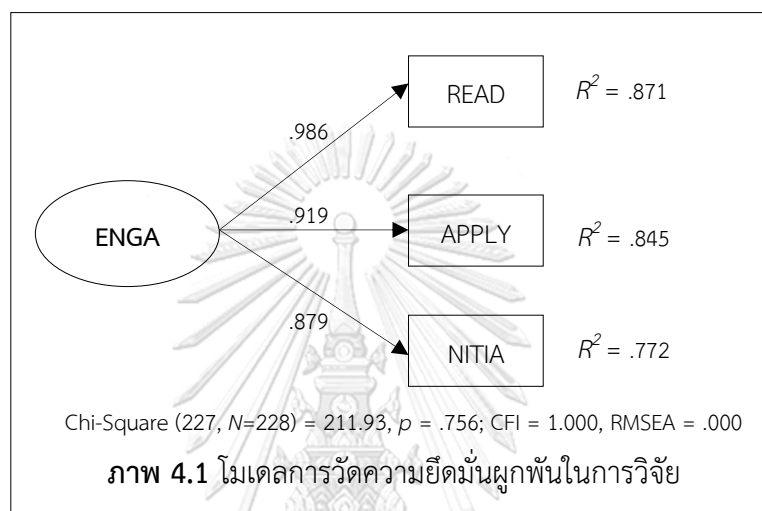 READ R² = .871
.986
ENGA .919 APPLY R² = .845
.879
NITIA R² = .772
Chi-Square (227, N=228) = 211.93, p = .756; CFI = 1.000, RMSEA = .000
ภาพ 4.1 โมเดลการวัดความยึดมั่นผูกพันในการวิจัย